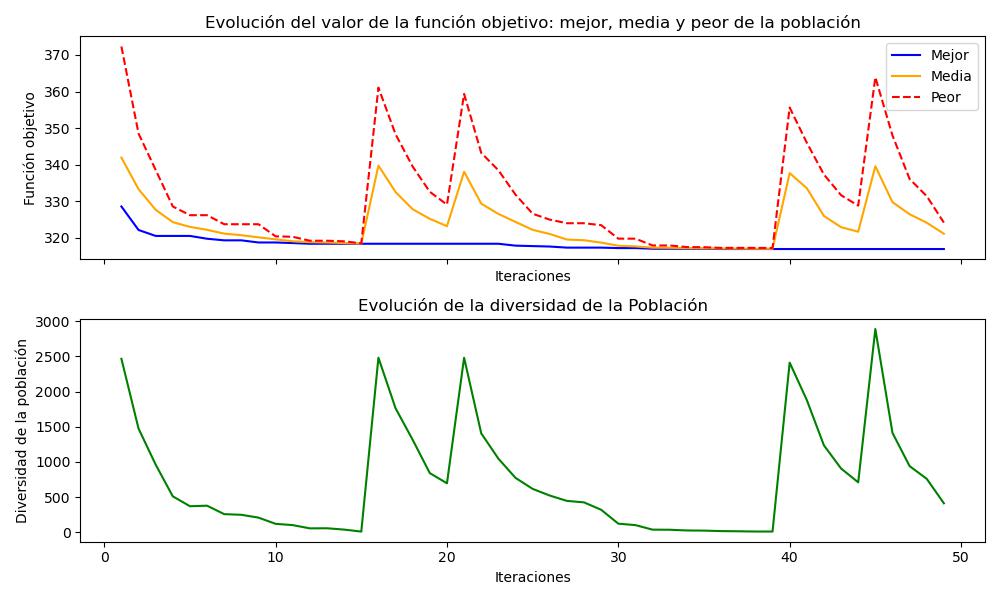 Evolución del valor de la función objetivo: mejor, media y peor de la población
Función objetivo
370
360
350
340
330
320
Mejor
Media
Peor
Iteraciones
Evolución de la diversidad de la Población
Diversidad de la población
3000
2500
2000
1500
1000
500
0
0 10 20 30 40 50
Iteraciones